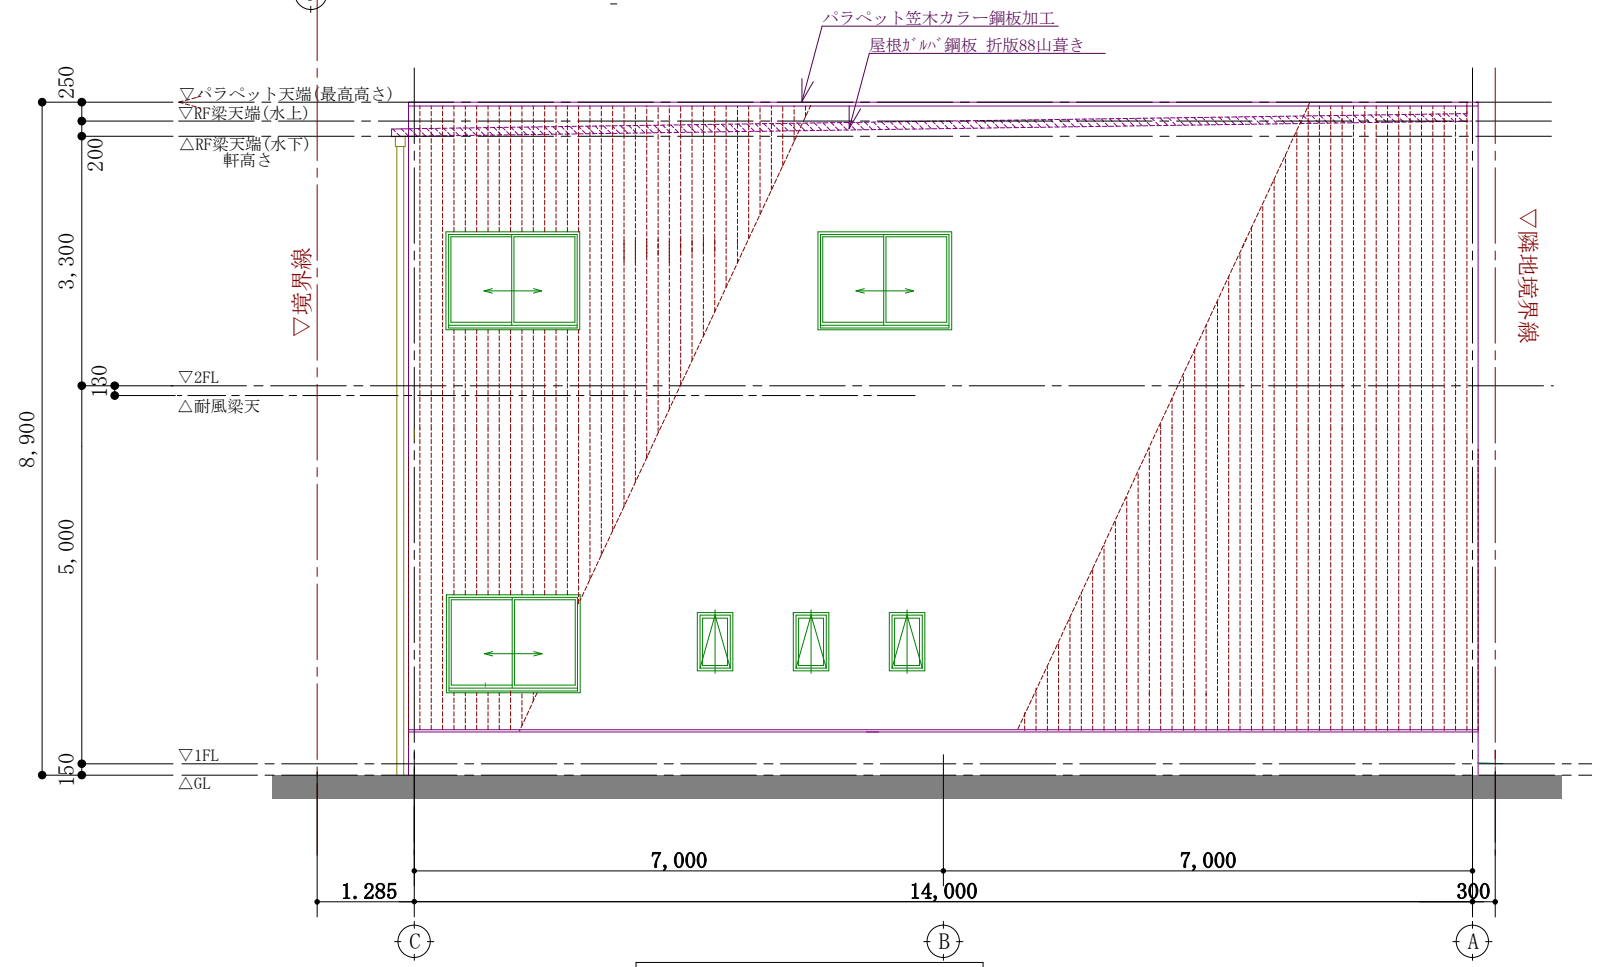 パラペット笠木カラー鋼板加工
屋根ｶﾞﾙﾊﾞ鋼板 折版88山葺き
250
▽パラペット天端(最高高さ)
▽RF梁天端(水上)
△RF梁天端(水下)
軒高さ
200
3,300
▽境界線
▽隣地境界線
▽2FL
130
△耐風梁天
8,900
5,000
▽1FL
150
△GL
7,000
7,000
1.285
14,000
300
C
B
A